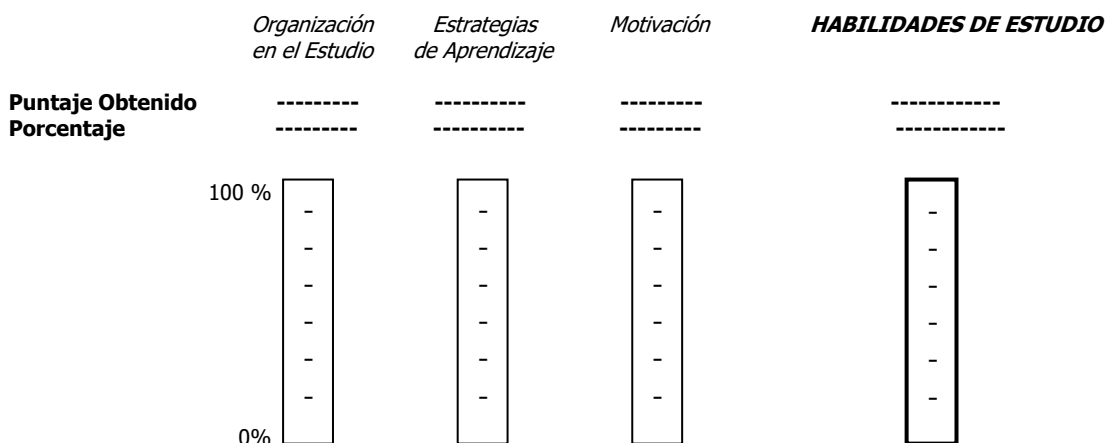 Organización Estrategias Motivación HABILIDADES DE ESTUDIO
en el Estudio de Aprendizaje
Puntaje Obtenido --------- ---------- --------- ------------
Porcentaje --------- ---------- --------- ------------
100 %
- - - -
- - - -
- - - -
- - - -
- - - -
- - - -
0%